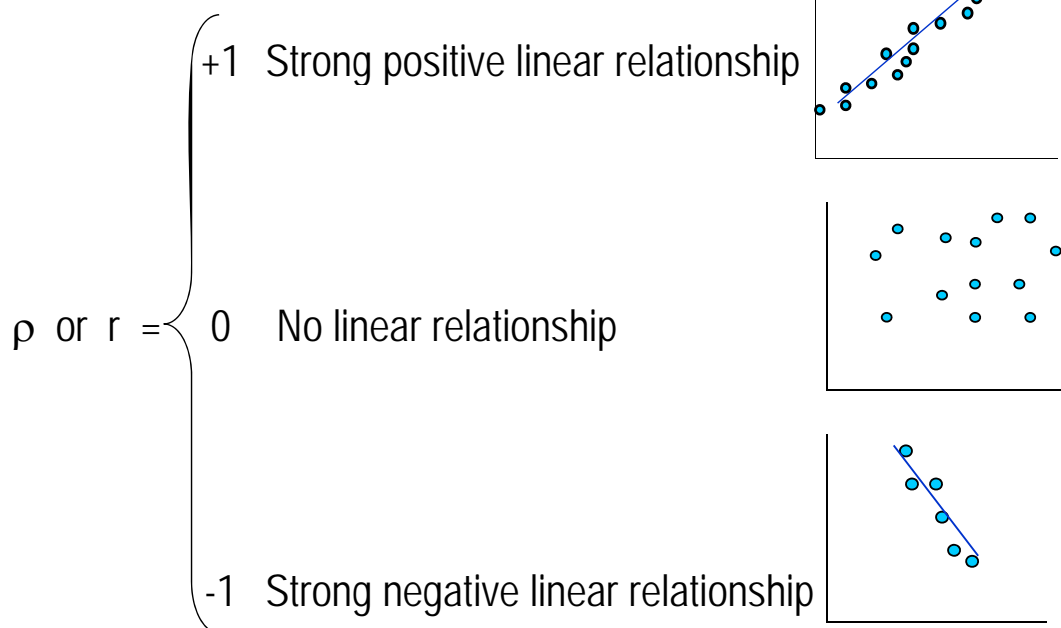 +1 Strong positive linear relationship
ρ or r = 0 No linear relationship
-1 Strong negative linear relationship